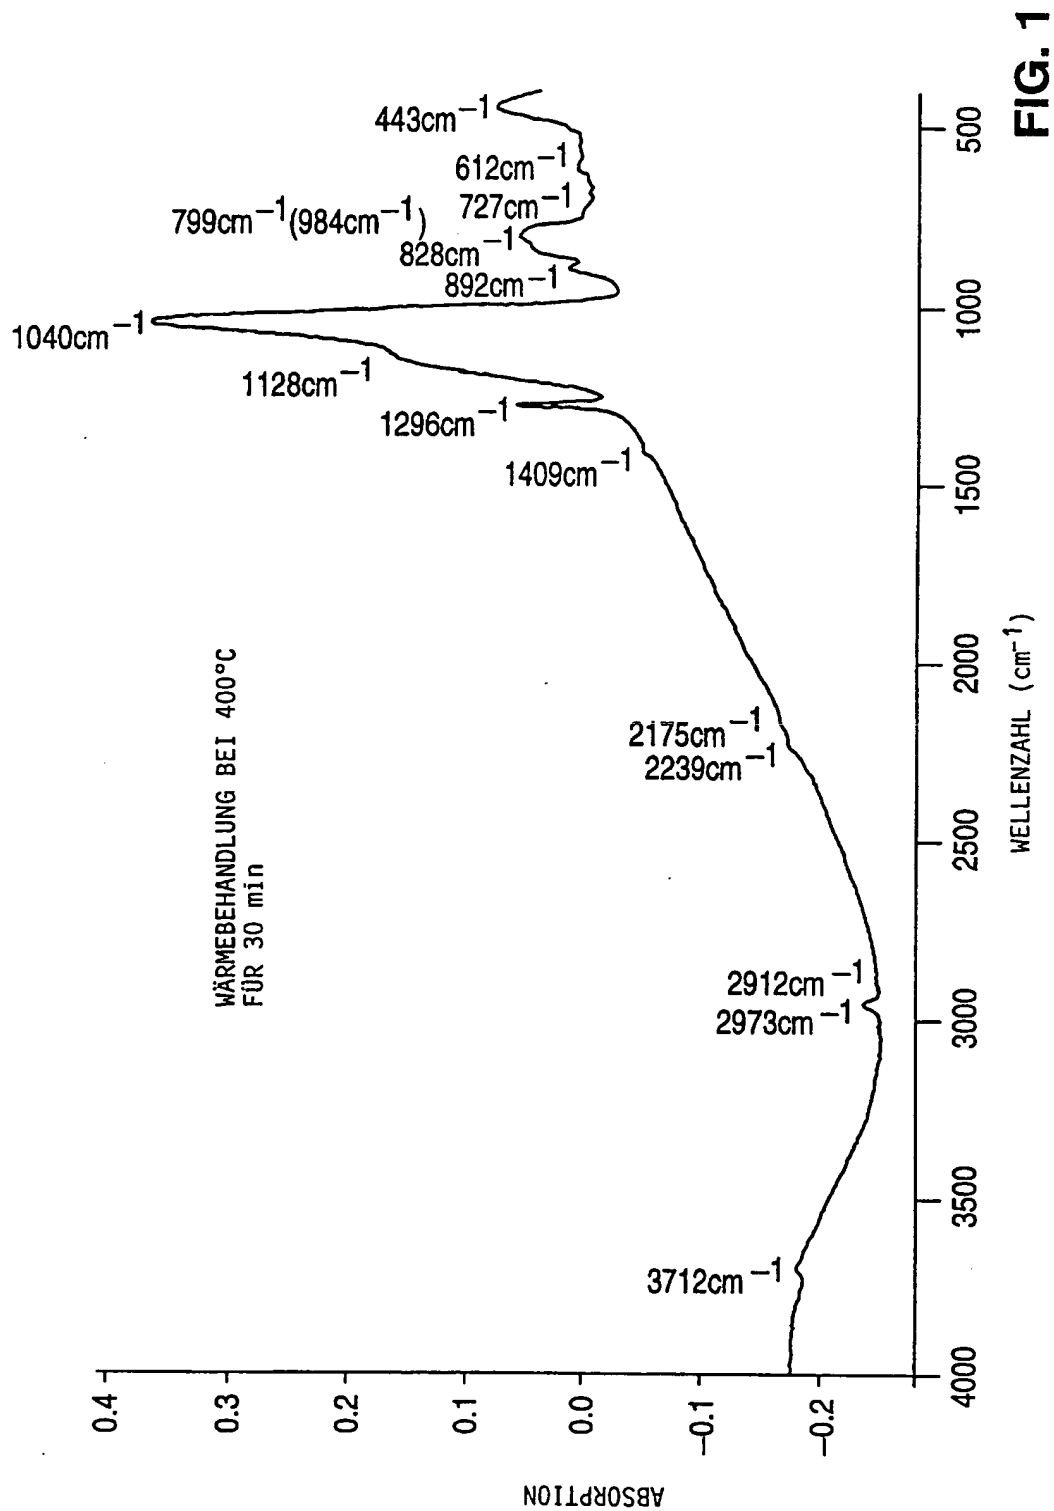 WÄRMEBEHANDLUNG BEI 400°C
FÜR 30 min
ABSORPTION
0.4
0.3
0.2
0.1
0.0
−0.1
−0.2
3712cm−1
2973cm−1
2912cm−1
2239cm−1
2175cm−1
1409cm−1
1296cm−1
1128cm−1
1040cm−1
892cm−1
828cm−1
799cm−1(984cm−1)
727cm−1
612cm−1
443cm−1
4000
3500
3000
2500
2000
1500
1000
500
WELLENZAHL (cm−1)
FIG. 1